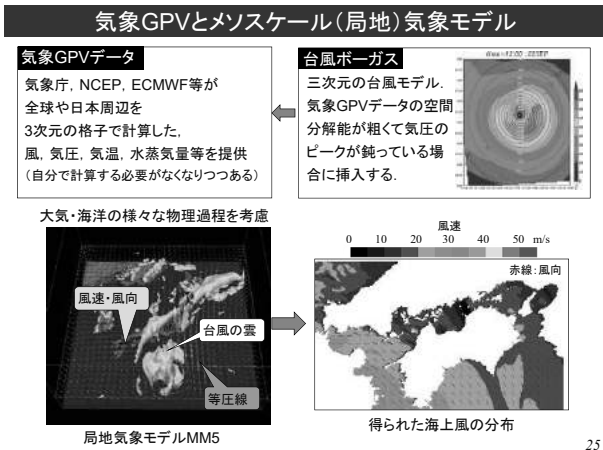 気象GPVとメソスケール（局地）気象モデル
気象GPVデータ
気象庁, NCEP, ECMWF等が
全球や日本周辺を
3次元の格子で計算した,
風, 気圧, 気温, 水蒸気量等を提供
（自分で計算する必要がなくなりつつある）
台風ボーガス
三次元の台風モデル.
気象GPVデータの空間
分解能が粗くて気圧の
ピークが鈍っている場
合に挿入する.
大気・海洋の様々な物理過程を考慮
風速・風向
台風の雲
等圧線
局地気象モデルMM5
風速
0 10 20 30 40 50 m/s
赤線：風向
得られた海上風の分布
25